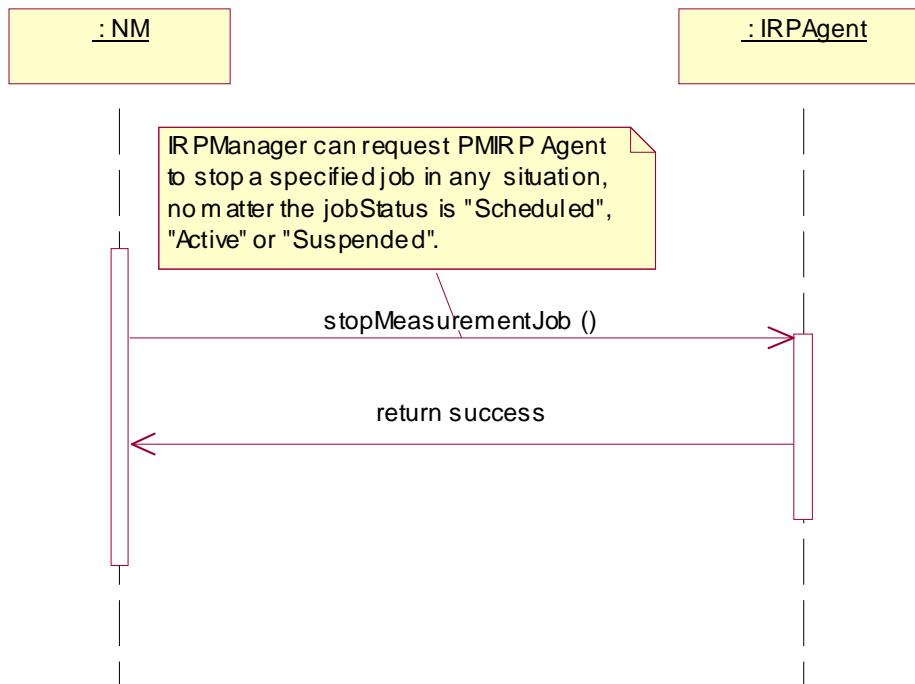 : NM
: IRPAgent
IRPManager can request PMIRP Agent
to stop a specified job in any situation,
no matter the jobStatus is "Scheduled",
"Active" or "Suspended".
stopMeasurementJob ()
return success